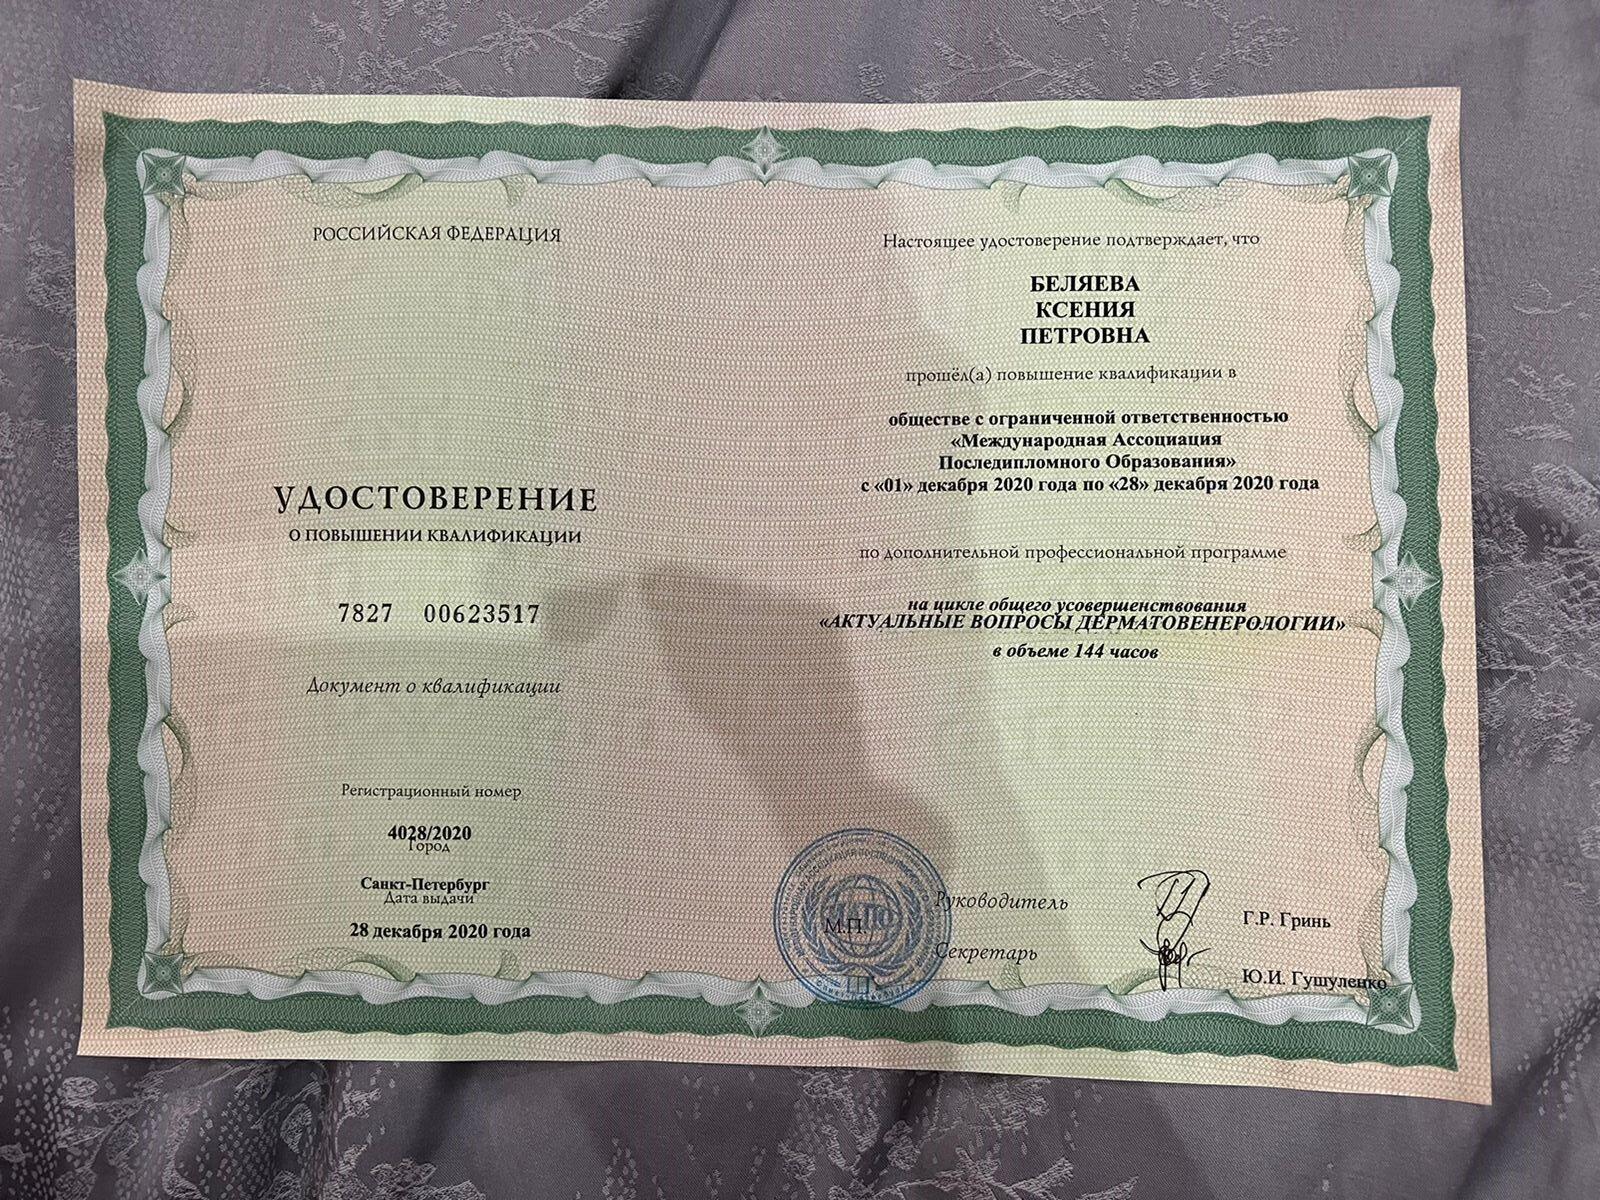 РОССИЙСКАЯ ФЕДЕРАЦИЯ
УДОСТОВЕРЕНИЕ
О ПОВЫШЕНИИ КВАЛИФИКАЦИИ
7827 00623517
Документ о квалификации
Регистрационный номер
4028/2020
Город
Санкт-Петербург
Дата выдачи
28 декабря 2020 года
Настоящее удостоверение подтверждает, что
БЕЛЯЕВА
КСЕНИЯ
ПЕТРОВНА
прошёл(а) повышение квалификации в
обществе с ограниченной ответственностью
«Международная Ассоциация
Последипломного Образования»
с «01» декабря 2020 года по «28» декабря 2020 года
по дополнительной профессиональной программе
на цикле общего усовершенствования
«АКТУАЛЬНЫЕ ВОПРОСЫ ДЕРМАТОВЕНЕРОЛОГИИ»
в объеме 144 часов
МАПО
М.П.
Руководитель
Г.Р. Гринь
Секретарь
Ю.И. Гушуленко